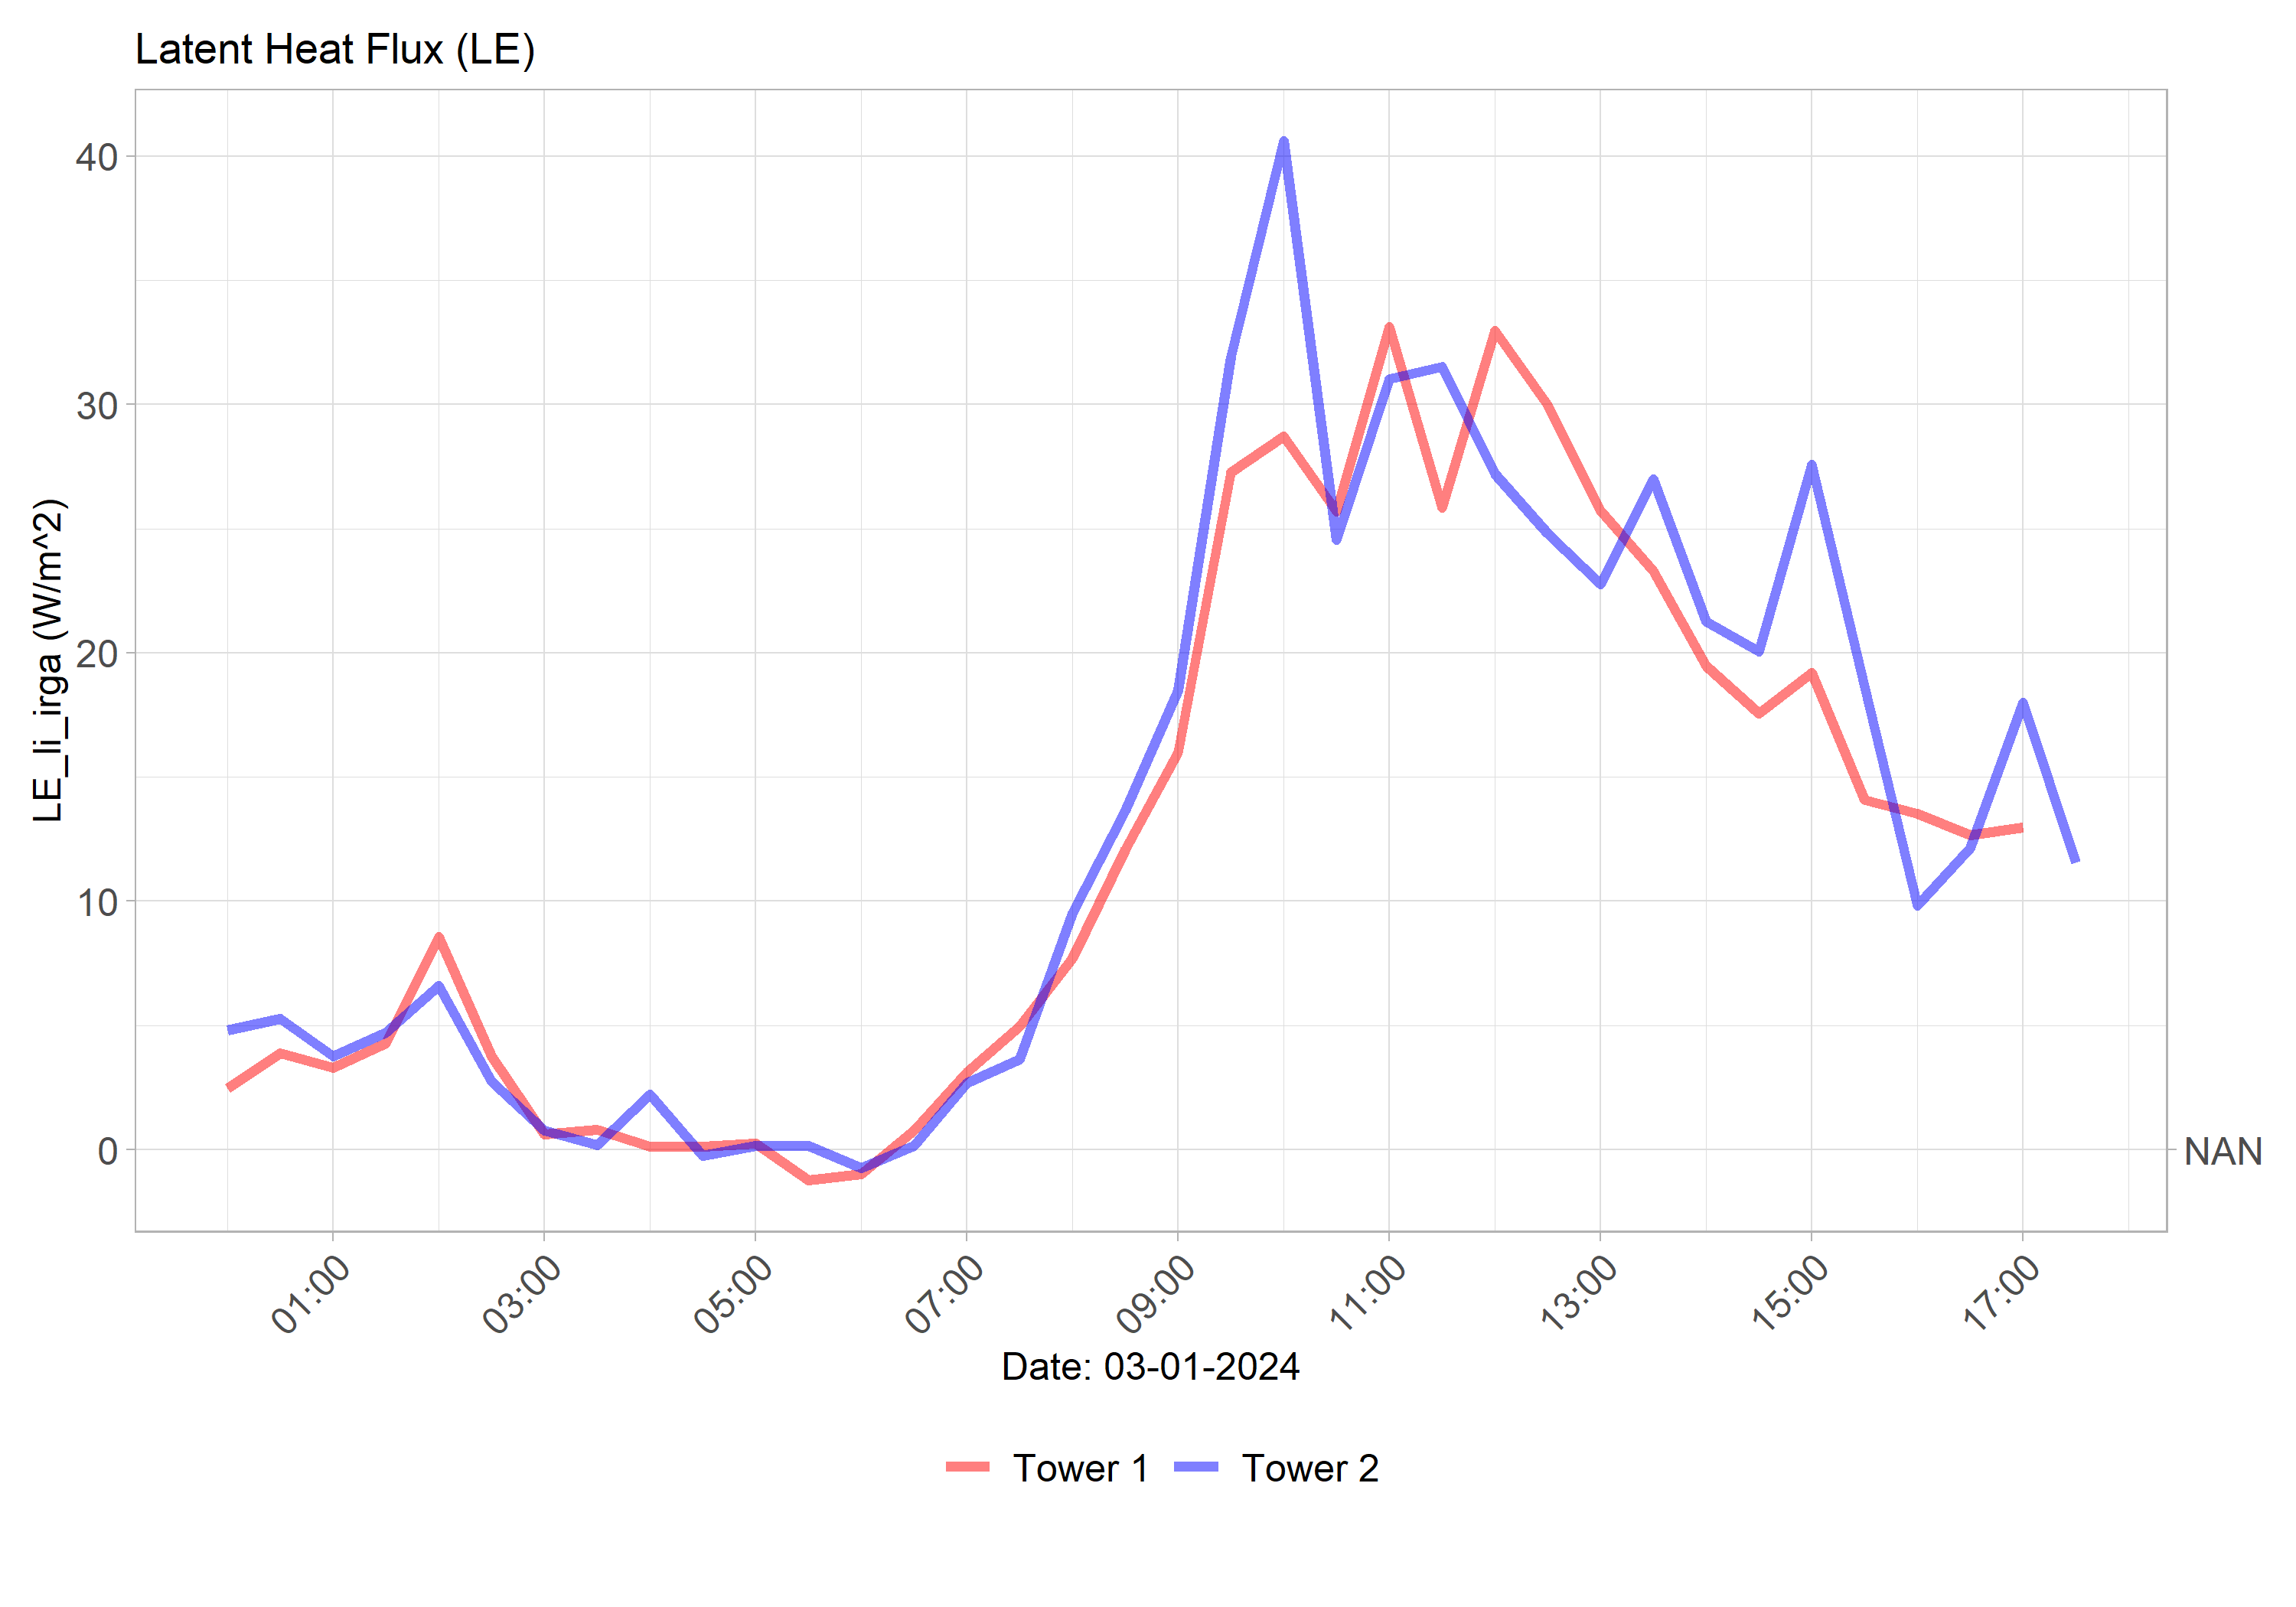 Latent Heat Flux (LE)
LE_li_irga (W/m^2)
40
30
20
10
0
NAN
01:00
03:00
05:00
07:00
09:00
11:00
13:00
15:00
17:00
Date: 03-01-2024
Tower 1
Tower 2